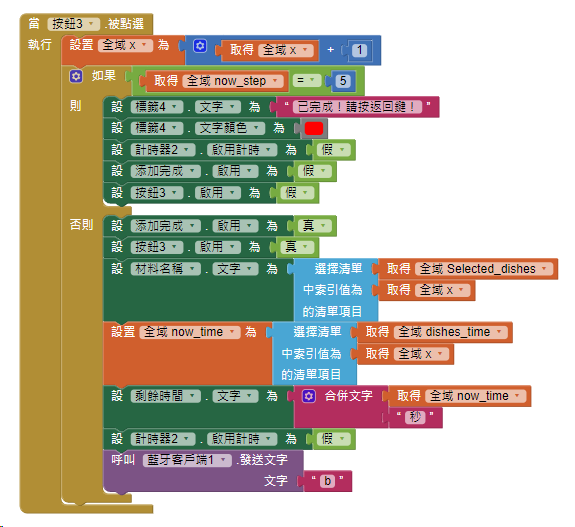 當 按鈕3 .被點選
執行 設置 全域 x 為 取得 全域 x + 1
如果 取得 全域 now_step = 5
則 設 標籤4 . 文字 為 “ 已完成！請按返回鍵！ ”
設 標籤4 . 文字顏色 為
設 計時器2 . 啟用計時 為 假
設 添加完成 . 啟用 為 假
設 按鈕3 . 啟用 為 假
否則 設 添加完成 . 啟用 為 真
設 按鈕3 . 啟用 為 真
設 材料名稱 . 文字 為 選擇清單 取得 全域 Selected_dishes
中索引值為 取得 全域 x
的清單項目
設置 全域 now_time 為 選擇清單 取得 全域 dishes_time
中索引值為 取得 全域 x
的清單項目
設 剩餘時間 . 文字 為 合併文字 取得 全域 now_time
“ 秒 ”
設 計時器2 . 啟用計時 為 假
呼叫 藍牙客戶端1 .發送文字
文字 “ b ”